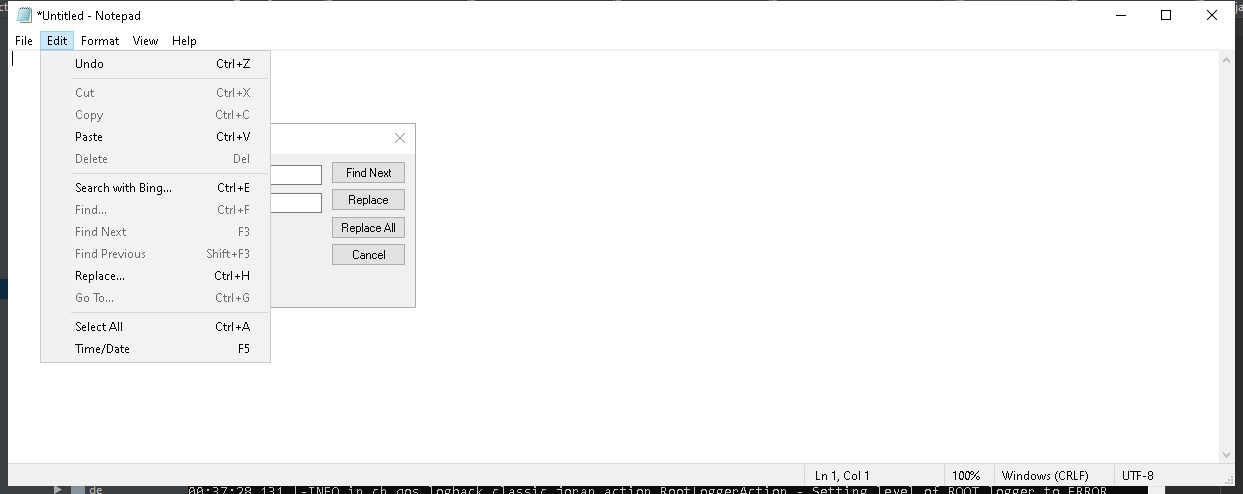 *Untitled - Notepad
File Edit Format View Help
Undo Ctrl+Z
Cut Ctrl+X
Copy Ctrl+C
Paste Ctrl+V
Delete Del
Search with Bing... Ctrl+E
Find... Ctrl+F
Find Next F3
Find Previous Shift+F3
Replace... Ctrl+H
Go To... Ctrl+G
Select All Ctrl+A
Time/Date F5
Find Next
Replace
Replace All
Cancel
Ln 1, Col 1 100% Windows (CRLF) UTF-8
de 00:37:28,131 |-INFO in ch.qos.logback.classic.joran.action.RootLoggerAction - Setting level of ROOT logger to ERROR